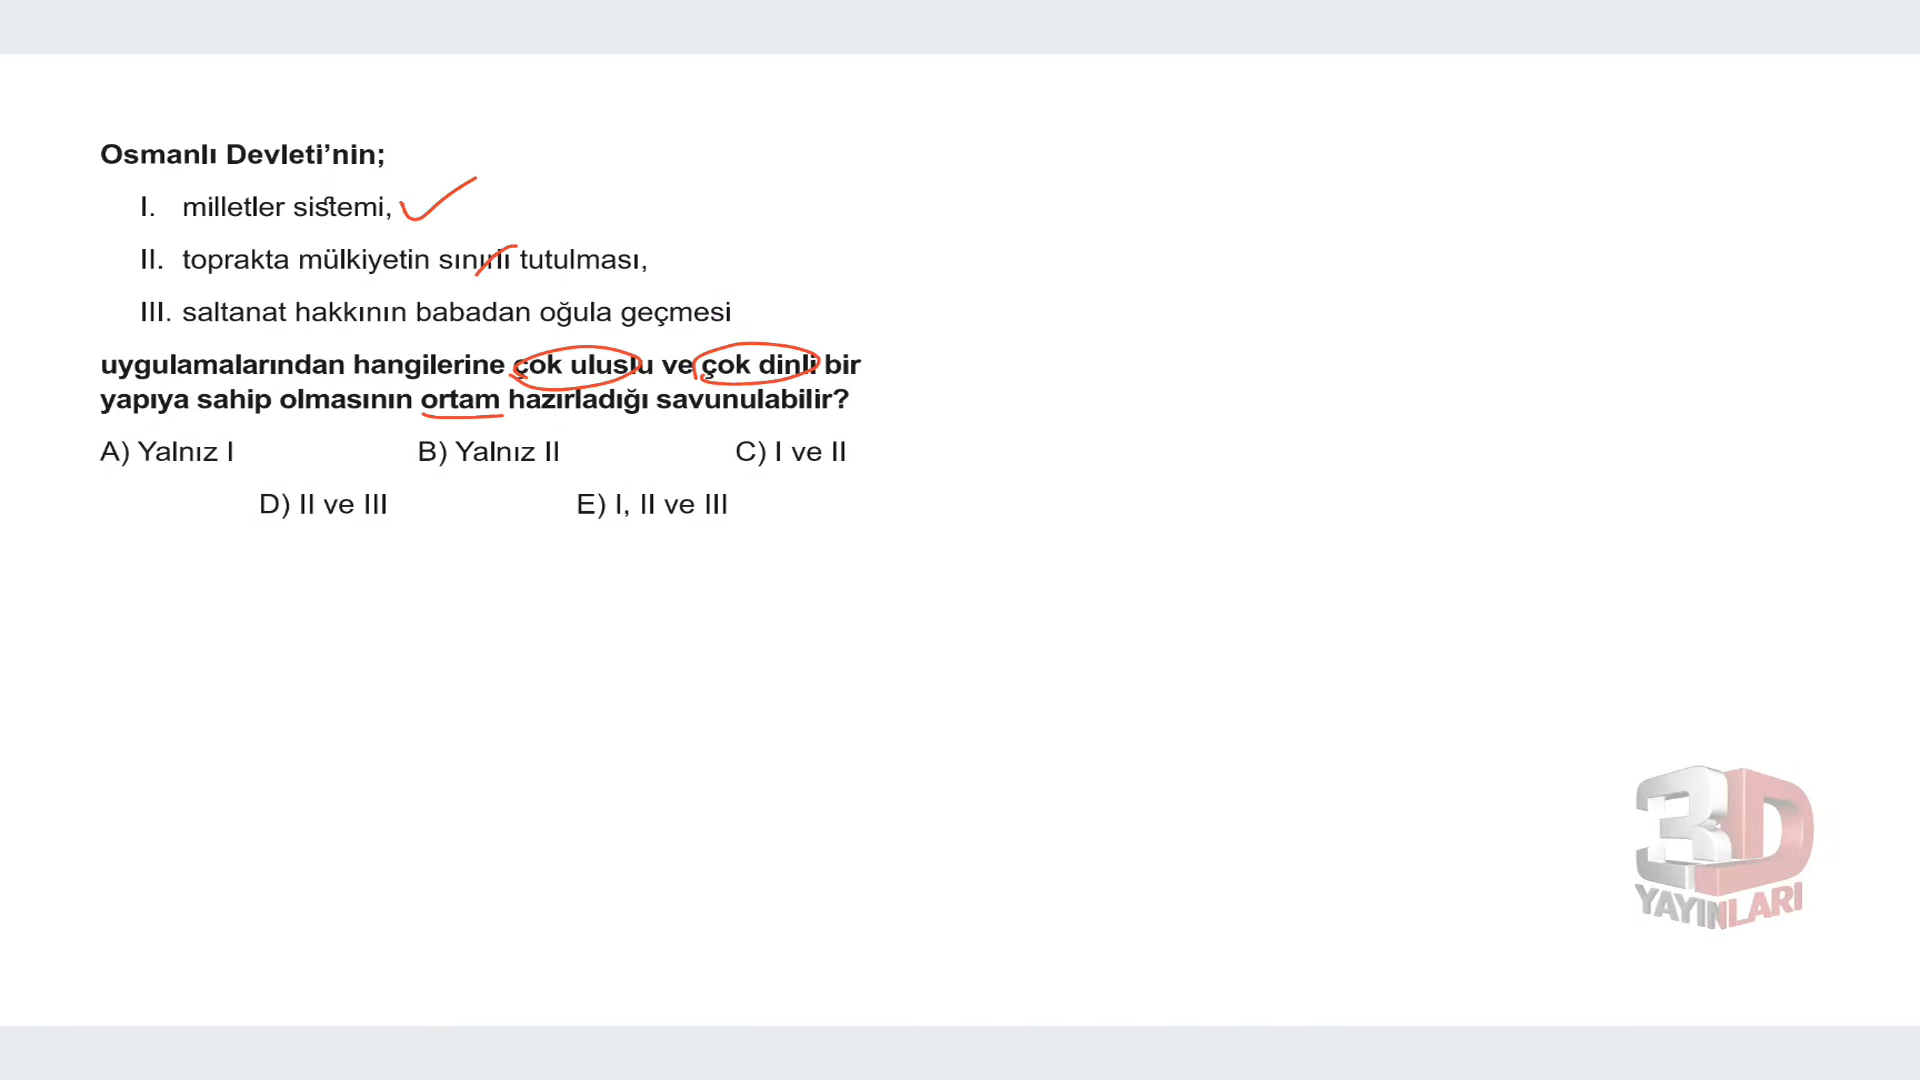 Osmanlı Devleti’nin;
I. milletler sistemi,
II. toprakta mülkiyetin sınırlı tutulması,
III. saltanat hakkının babadan oğula geçmesi
uygulamalarından hangilerine çok uluslu ve çok dinli bir
yapıya sahip olmasının ortam hazırladığı savunulabilir?
A) Yalnız I B) Yalnız II C) I ve II
D) II ve III E) I, II ve III
3D
YAYINLARI